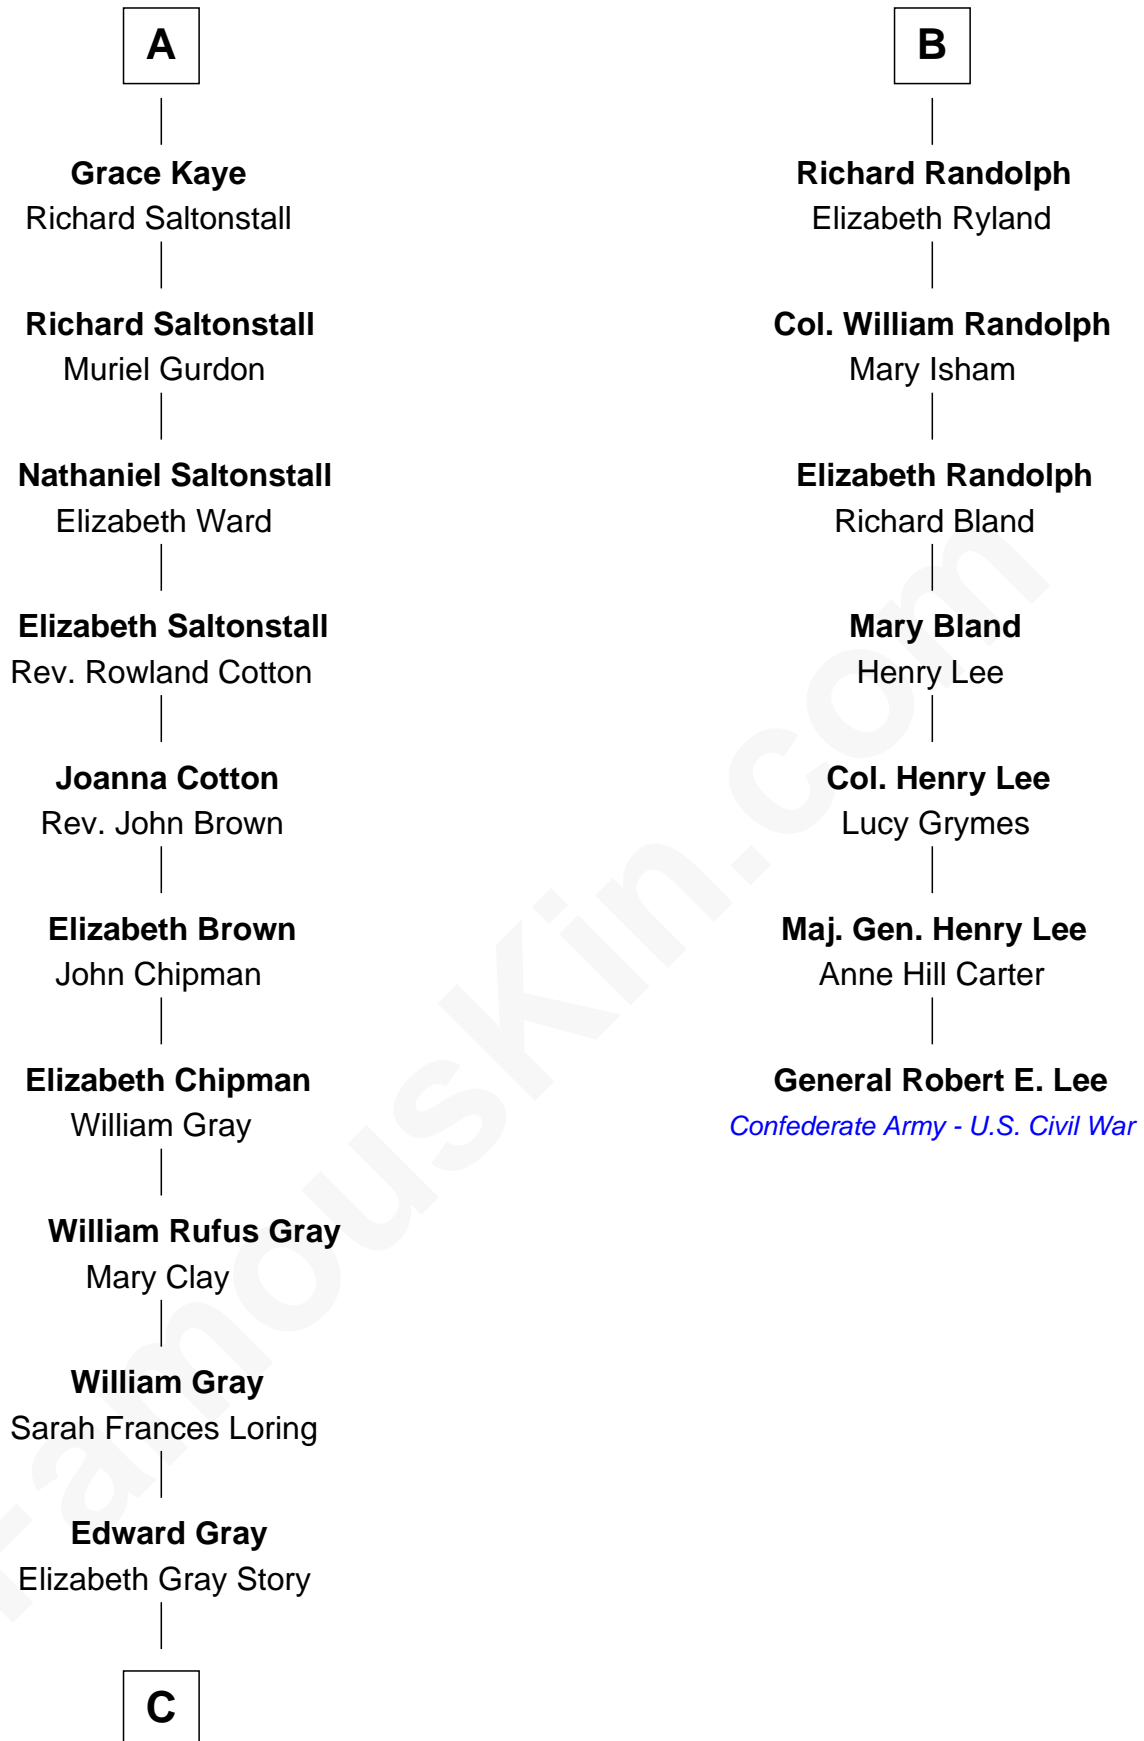 A
Grace Kaye
Richard Saltonstall
Richard Saltonstall
Muriel Gurdon
Nathaniel Saltonstall
Elizabeth Ward
Elizabeth Saltonstall
Rev. Rowland Cotton
Joanna Cotton
Rev. John Brown
Elizabeth Brown
John Chipman
Elizabeth Chipman
William Gray
William Rufus Gray
Mary Clay
William Gray
Sarah Frances Loring
Edward Gray
Elizabeth Gray Story
C
B
Richard Randolph
Elizabeth Ryland
Col. William Randolph
Mary Isham
Elizabeth Randolph
Richard Bland
Mary Bland
Henry Lee
Col. Henry Lee
Lucy Grymes
Maj. Gen. Henry Lee
Anne Hill Carter
General Robert E. Lee
Confederate Army - U.S. Civil War
FamousKin.com